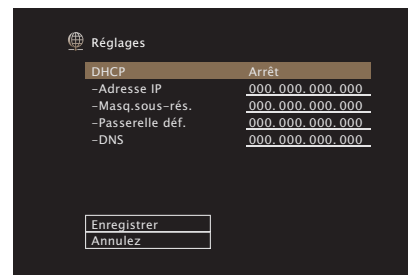 Réglages
DHCP Arrêt
–Adresse IP 000. 000. 000. 000
–Masq.sous-rés. 000. 000. 000. 000
–Passerelle déf. 000. 000. 000. 000
–DNS 000. 000. 000. 000
Enregistrer
Annulez